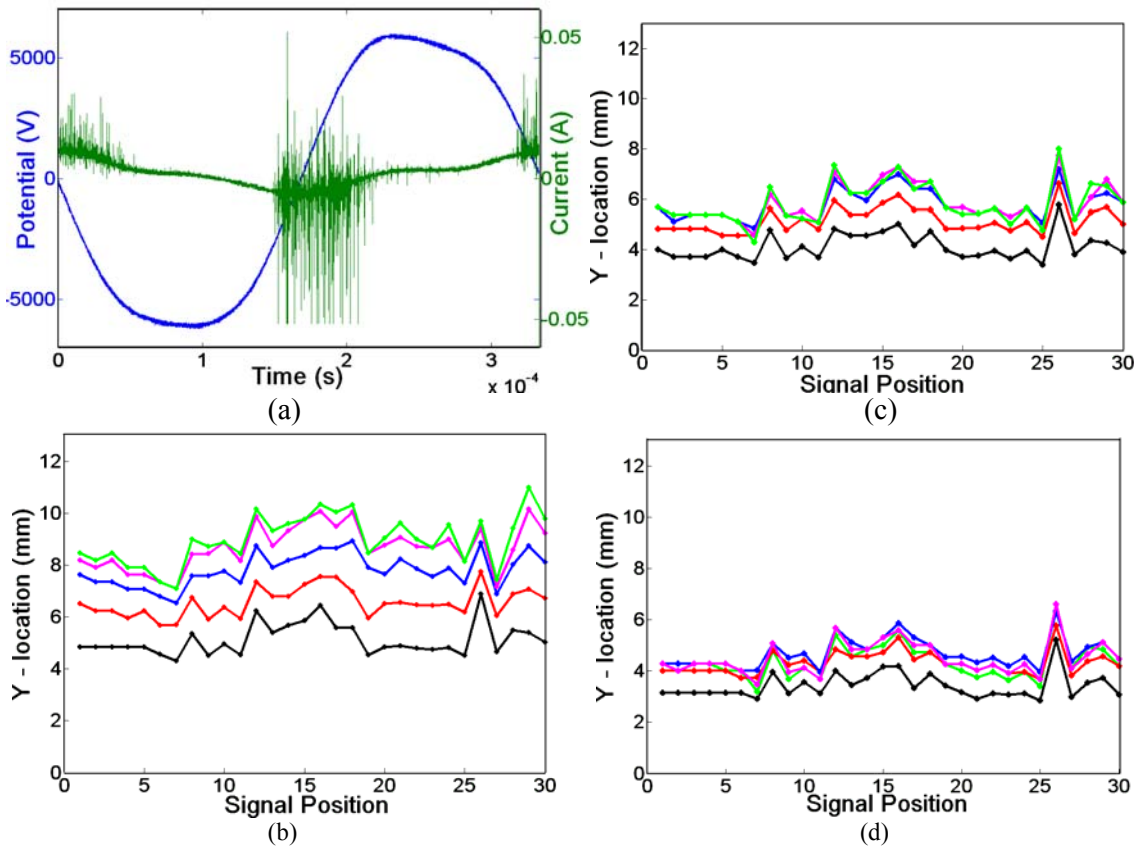 5000
0
-5000
Potential (V)
0.05
0
-0.05
Current (A)
0 1 2 3
Time (s)
x 10⁻⁴
(a)
12
10
8
6
4
2
0
Y - location (mm)
0 5 10 15 20 25 30
Signal Position
(c)
12
10
8
6
4
2
0
Y - location (mm)
0 5 10 15 20 25 30
Signal Position
(b)
12
10
8
6
4
2
0
Y - location (mm)
0 5 10 15 20 25 30
Signal Position
(d)